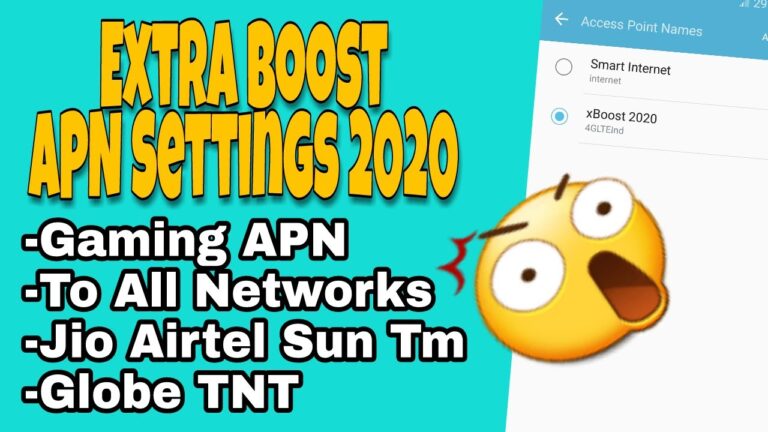 EXTRA BOOST
APN SETTINGS 2020
-Gaming APN
-To All Networks
-Jio Airtel Sun Tm
-Globe TNT
29
Access Point Names
A
Smart Internet
internet
xBoost 2020
4GLTEInd